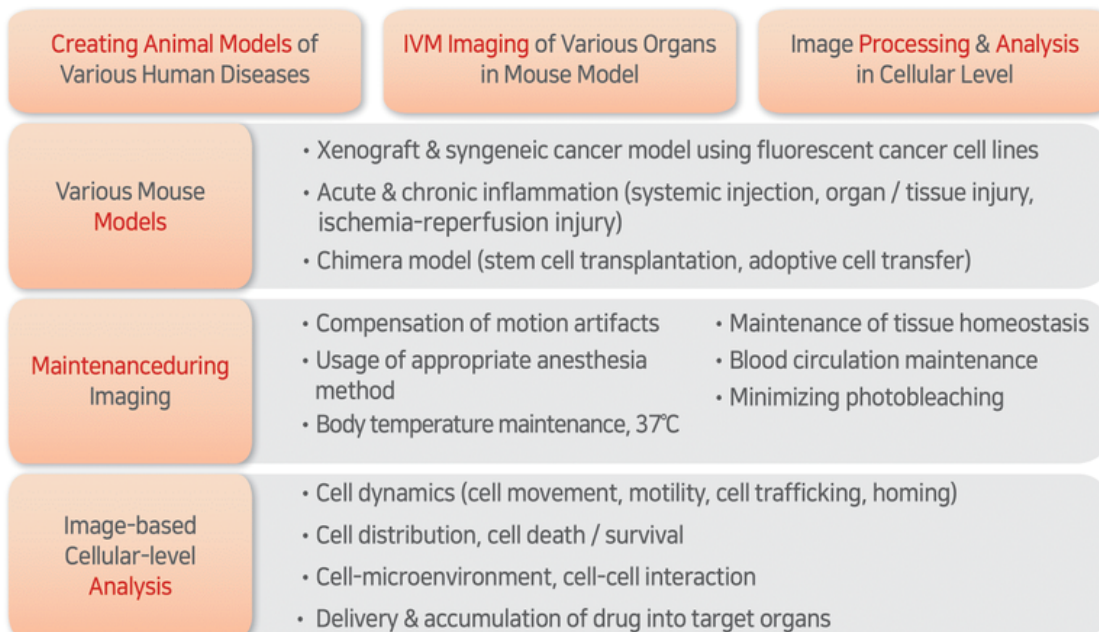 Creating Animal Models of
Various Human Diseases
IVM Imaging of Various Organs
in Mouse Model
Image Processing & Analysis
in Cellular Level
Various Mouse
Models
• Xenograft & syngeneic cancer model using fluorescent cancer cell lines
• Acute & chronic inflammation (systemic injection, organ / tissue injury,
ischemia-reperfusion injury)
• Chimera model (stem cell transplantation, adoptive cell transfer)
Maintenanceduring
Imaging
• Compensation of motion artifacts
• Usage of appropriate anesthesia
method
• Body temperature maintenance, 37℃
• Maintenance of tissue homeostasis
• Blood circulation maintenance
• Minimizing photobleaching
Image-based
Cellular-level
Analysis
• Cell dynamics (cell movement, motility, cell trafficking, homing)
• Cell distribution, cell death / survival
• Cell-microenvironment, cell-cell interaction
• Delivery & accumulation of drug into target organs